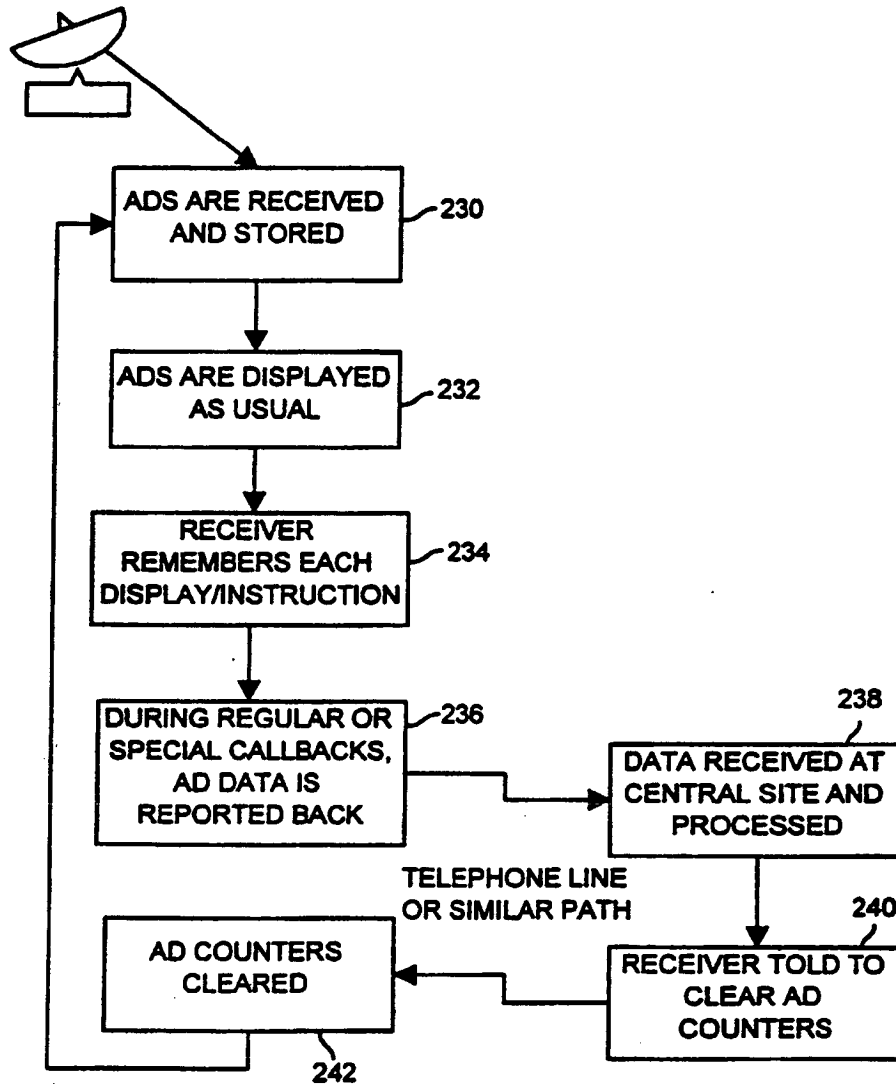 ADS ARE RECEIVED
AND STORED
230
ADS ARE DISPLAYED
AS USUAL
232
RECEIVER
REMEMBERS EACH
DISPLAY/INSTRUCTION
234
DURING REGULAR OR
SPECIAL CALLBACKS,
AD DATA IS
REPORTED BACK
236
238
DATA RECEIVED AT
CENTRAL SITE AND
PROCESSED
TELEPHONE LINE
OR SIMILAR PATH
240
RECEIVER TOLD TO
CLEAR AD
COUNTERS
AD COUNTERS
CLEARED
242